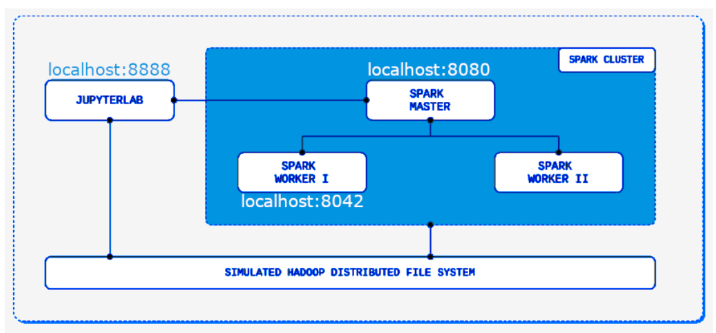 localhost:8888
localhost:8080
SPARK CLUSTER
JUPYTERLAB
SPARK
MASTER
SPARK
WORKER I
SPARK
WORKER II
localhost:8042
SIMULATED HADOOP DISTRIBUTED FILE SYSTEM